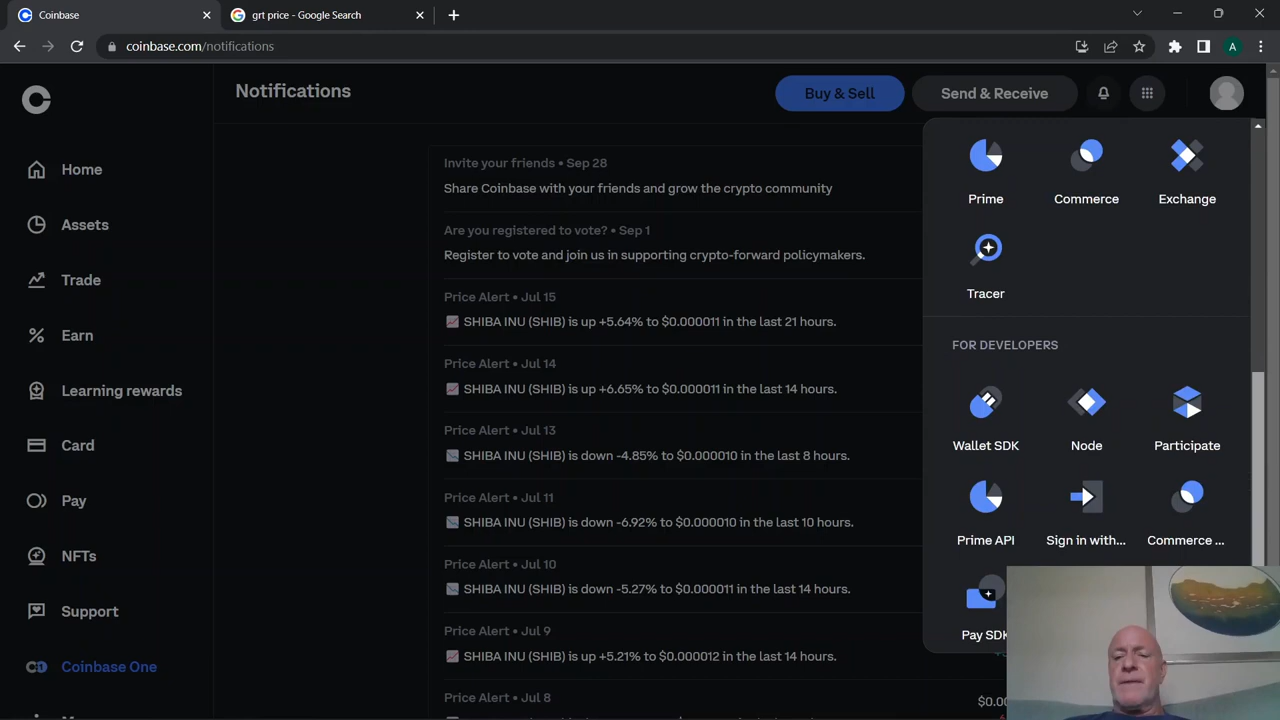 Coinbase
grt price - Google Search
coinbase.com/notifications
A
Notifications
Buy & Sell
Send & Receive
Home
Assets
Trade
Earn
Learning rewards
Card
Pay
NFTs
Support
Coinbase One
Invite your friends • Sep 28
Share Coinbase with your friends and grow the crypto community
Are you registered to vote? • Sep 1
Register to vote and join us in supporting crypto-forward policymakers.
Price Alert • Jul 15
SHIBA INU (SHIB) is up +5.64% to $0.000011 in the last 21 hours.
Price Alert • Jul 14
SHIBA INU (SHIB) is up +6.65% to $0.000011 in the last 14 hours.
Price Alert • Jul 13
SHIBA INU (SHIB) is down -4.85% to $0.000010 in the last 8 hours.
Price Alert • Jul 11
SHIBA INU (SHIB) is down -6.92% to $0.000010 in the last 10 hours.
Price Alert • Jul 10
SHIBA INU (SHIB) is down -5.27% to $0.000011 in the last 14 hours.
Price Alert • Jul 9
SHIBA INU (SHIB) is up +5.21% to $0.000012 in the last 14 hours.
Price Alert • Jul 8
$0.00
Prime
Commerce
Exchange
Tracer
FOR DEVELOPERS
Wallet SDK
Node
Participate
Prime API
Sign in with...
Commerce ...
Pay SDK